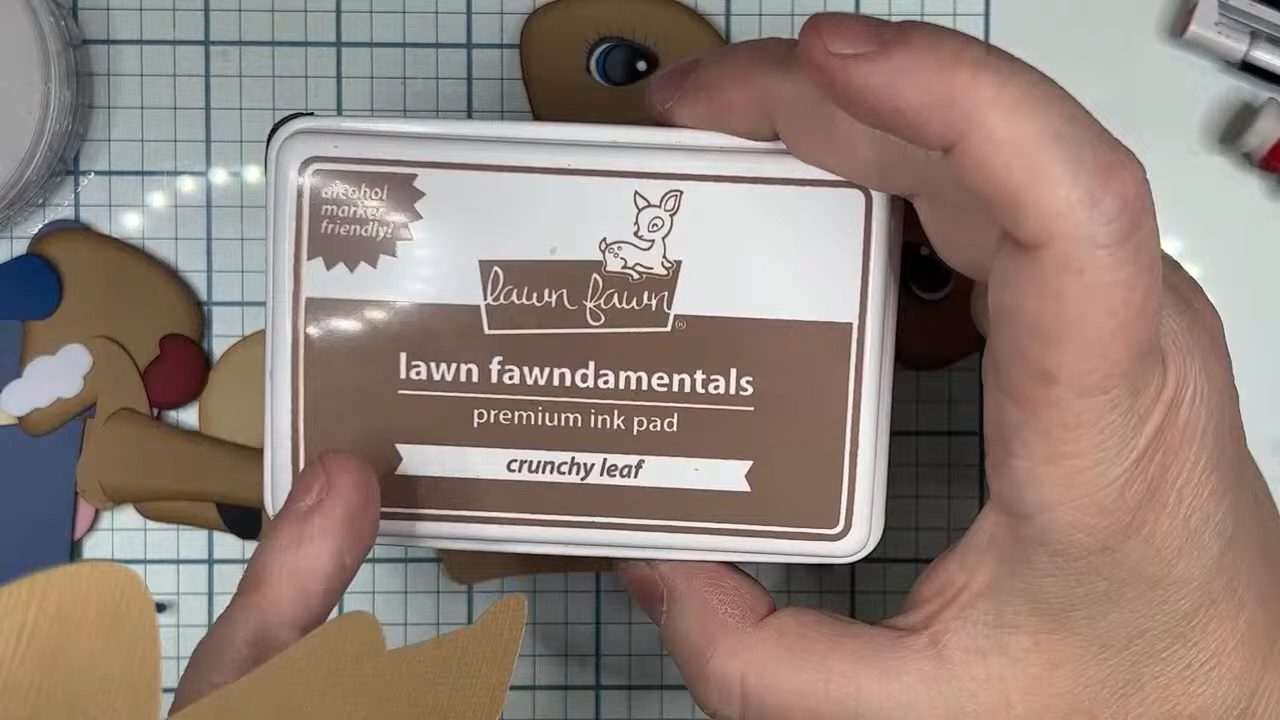 alcohol
marker
friendly!
lawn fawn®
lawn fawndamentals
premium ink pad
crunchy leaf